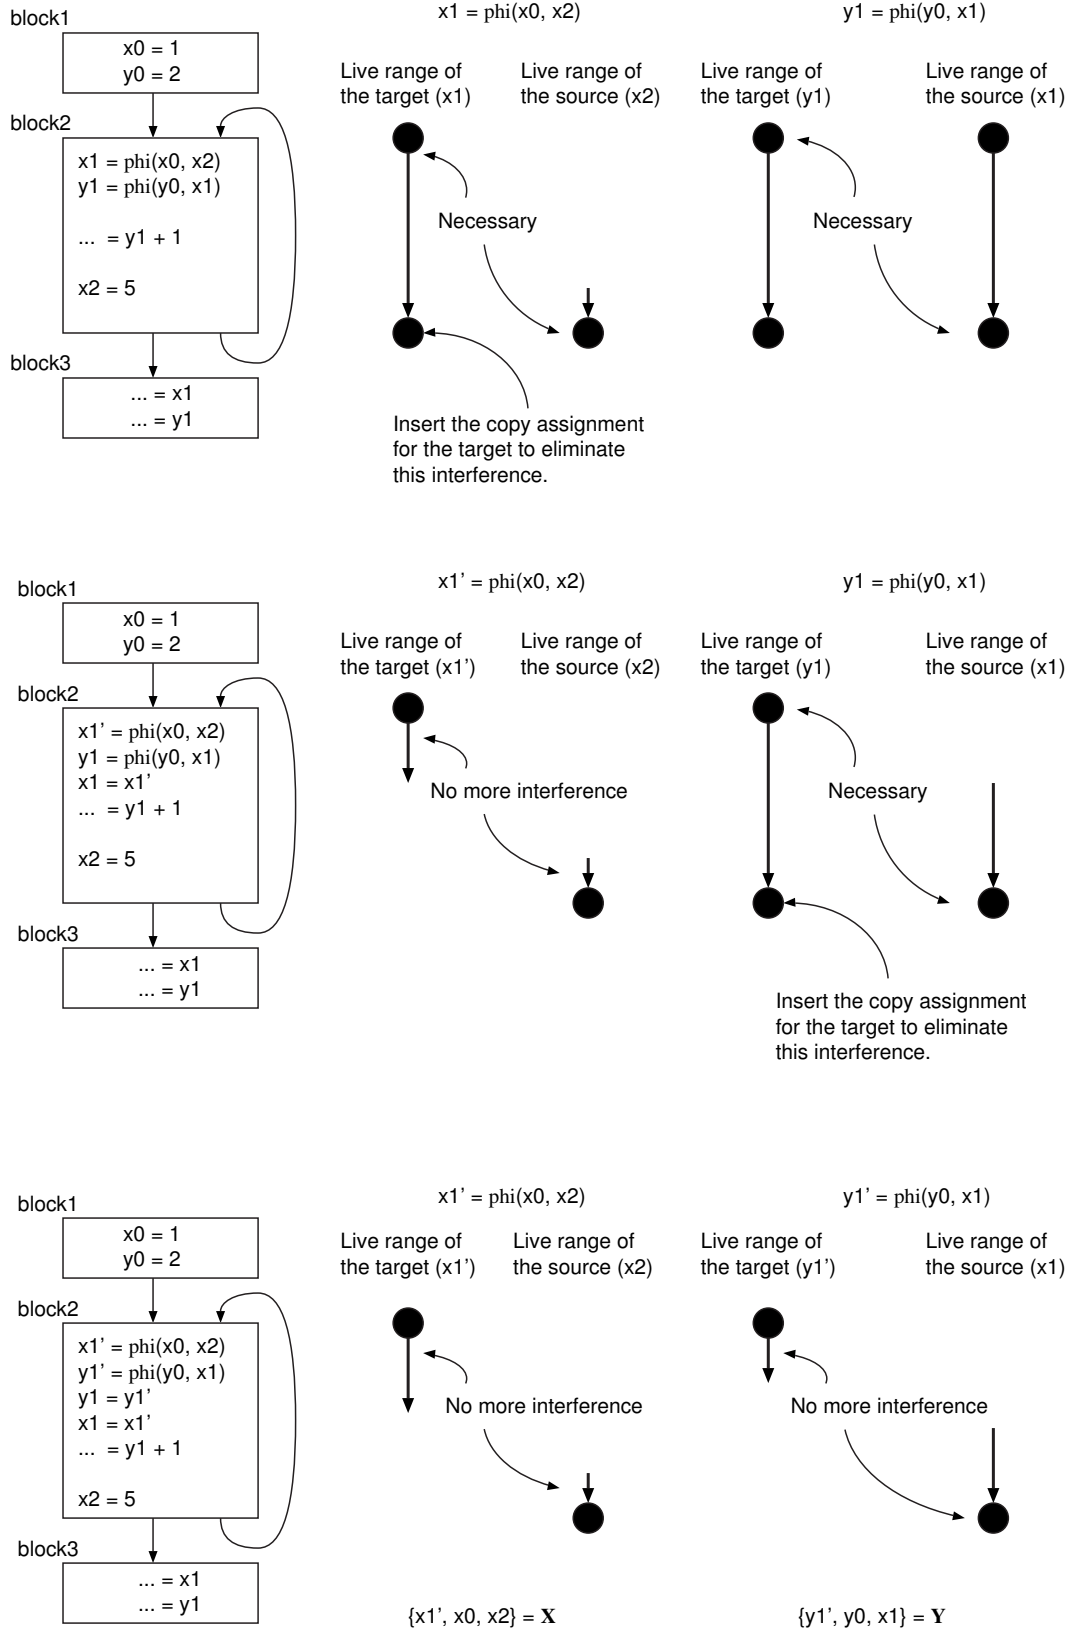 block1
x0 = 1
y0 = 2
block2
x1 = phi(x0, x2)
y1 = phi(y0, x1)
... = y1 + 1
x2 = 5
block3
... = x1
... = y1
x1 = phi(x0, x2)
Live range of
the target (x1)
Live range of
the source (x2)
Necessary
Insert the copy assignment
for the target to eliminate
this interference.
y1 = phi(y0, x1)
Live range of
the target (y1)
Live range of
the source (x1)
Necessary
block1
x0 = 1
y0 = 2
block2
x1’ = phi(x0, x2)
y1 = phi(y0, x1)
x1 = x1’
... = y1 + 1
x2 = 5
block3
... = x1
... = y1
x1’ = phi(x0, x2)
Live range of
the target (x1’)
Live range of
the source (x2)
No more interference
y1 = phi(y0, x1)
Live range of
the target (y1)
Live range of
the source (x1)
Necessary
Insert the copy assignment
for the target to eliminate
this interference.
block1
x0 = 1
y0 = 2
block2
x1’ = phi(x0, x2)
y1’ = phi(y0, x1)
y1 = y1’
x1 = x1’
... = y1 + 1
x2 = 5
block3
... = x1
... = y1
x1’ = phi(x0, x2)
Live range of
the target (x1’)
Live range of
the source (x2)
No more interference
{x1', x0, x2} = X
y1’ = phi(y0, x1)
Live range of
the target (y1’)
Live range of
the source (x1)
No more interference
{y1', y0, x1} = Y